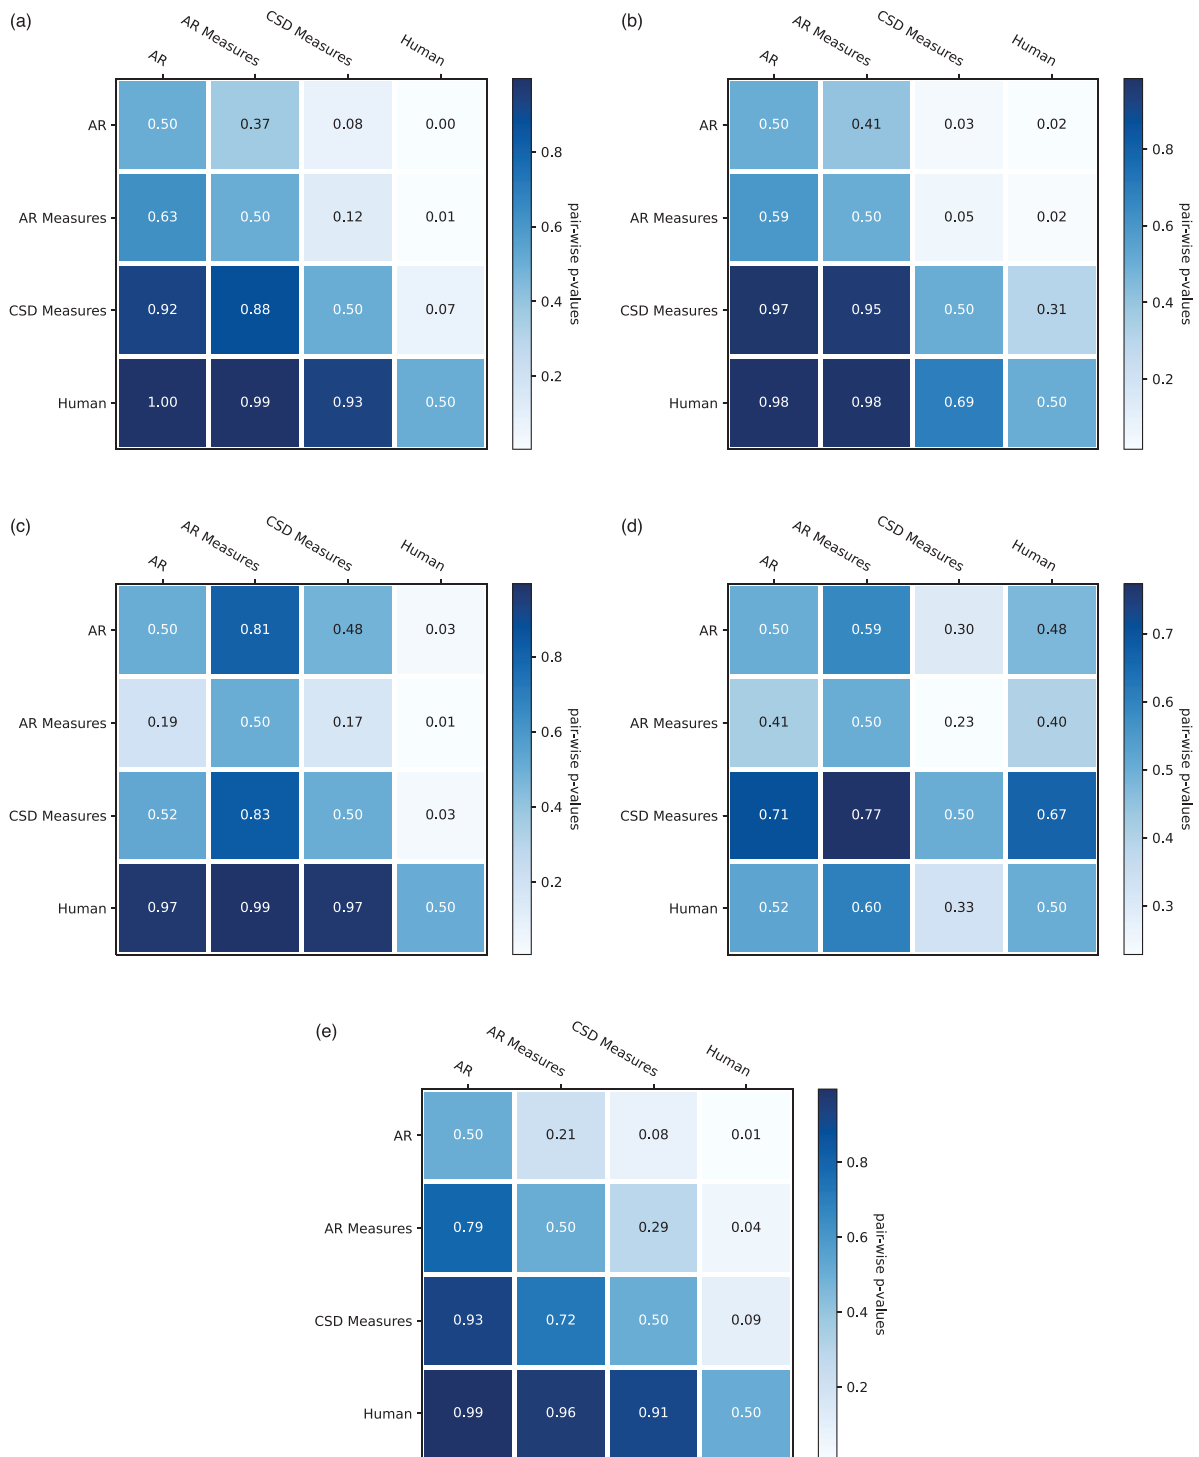 (a)
AR
AR Measures
CSD Measures
Human
AR 0.50 0.37 0.08 0.00
AR Measures 0.63 0.50 0.12 0.01
CSD Measures 0.92 0.88 0.50 0.07
Human 1.00 0.99 0.93 0.50
0.8
0.6
0.4
0.2
pair-wise p-values
(b)
AR
AR Measures
CSD Measures
Human
AR 0.50 0.41 0.03 0.02
AR Measures 0.59 0.50 0.05 0.02
CSD Measures 0.97 0.95 0.50 0.31
Human 0.98 0.98 0.69 0.50
0.8
0.6
0.4
0.2
pair-wise p-values
(c)
AR
AR Measures
CSD Measures
Human
AR 0.50 0.81 0.48 0.03
AR Measures 0.19 0.50 0.17 0.01
CSD Measures 0.52 0.83 0.50 0.03
Human 0.97 0.99 0.97 0.50
0.8
0.6
0.4
0.2
pair-wise p-values
(d)
AR
AR Measures
CSD Measures
Human
AR 0.50 0.59 0.30 0.48
AR Measures 0.41 0.50 0.23 0.40
CSD Measures 0.71 0.77 0.50 0.67
Human 0.52 0.60 0.33 0.50
0.7
0.6
0.5
0.4
0.3
pair-wise p-values
(e)
AR
AR Measures
CSD Measures
Human
AR 0.50 0.21 0.08 0.01
AR Measures 0.79 0.50 0.29 0.04
CSD Measures 0.93 0.72 0.50 0.09
Human 0.99 0.96 0.91 0.50
0.8
0.6
0.4
0.2
pair-wise p-values